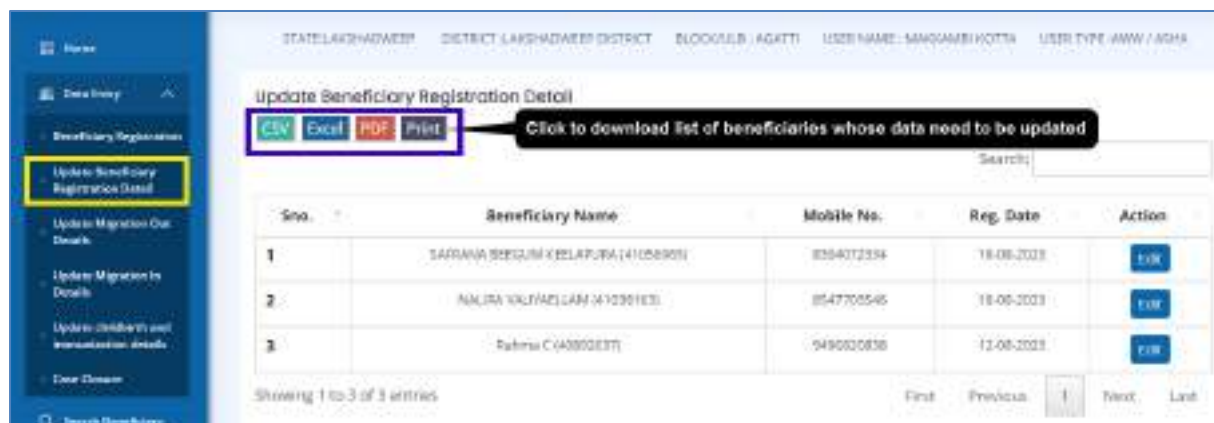 Home
STATE:LAKSHADWEEP DISTRICT :LAKSHADWEEP DISTRICT BLOCK/ULB : AGATTI USER NAME : KOTTA USER TYPE :AWW / ASHA
Data Entry
Update Beneficiary Registration Detail
CSV Excel PDF Print
Click to download list of beneficiaries whose data need to be updated
Beneficiary Registration
Search:
Update Beneficiary
Registration Detail
Update Migration Out
Details
Update Migration In
Details
Update childbirth and
immunization details
Case Closure
Search Beneficiary
Sno. Beneficiary Name Mobile No. Reg. Date Action
1 18-08-2023 Edit
2 18-08-2023 Edit
3 Rahma C 12-08-2023 Edit
Showing 1 to 3 of 3 entries
First Previous 1 Next Last